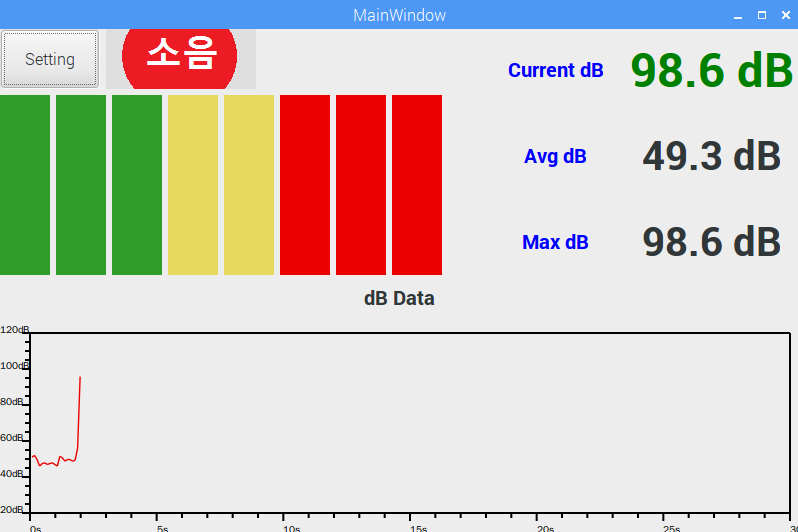 MainWindow
Setting
소음
Current dB 98.6 dB
Avg dB 49.3 dB
Max dB 98.6 dB
dB Data
120dB
100dB
80dB
60dB
40dB
20dB
0s 5s 10s 15s 20s 25s